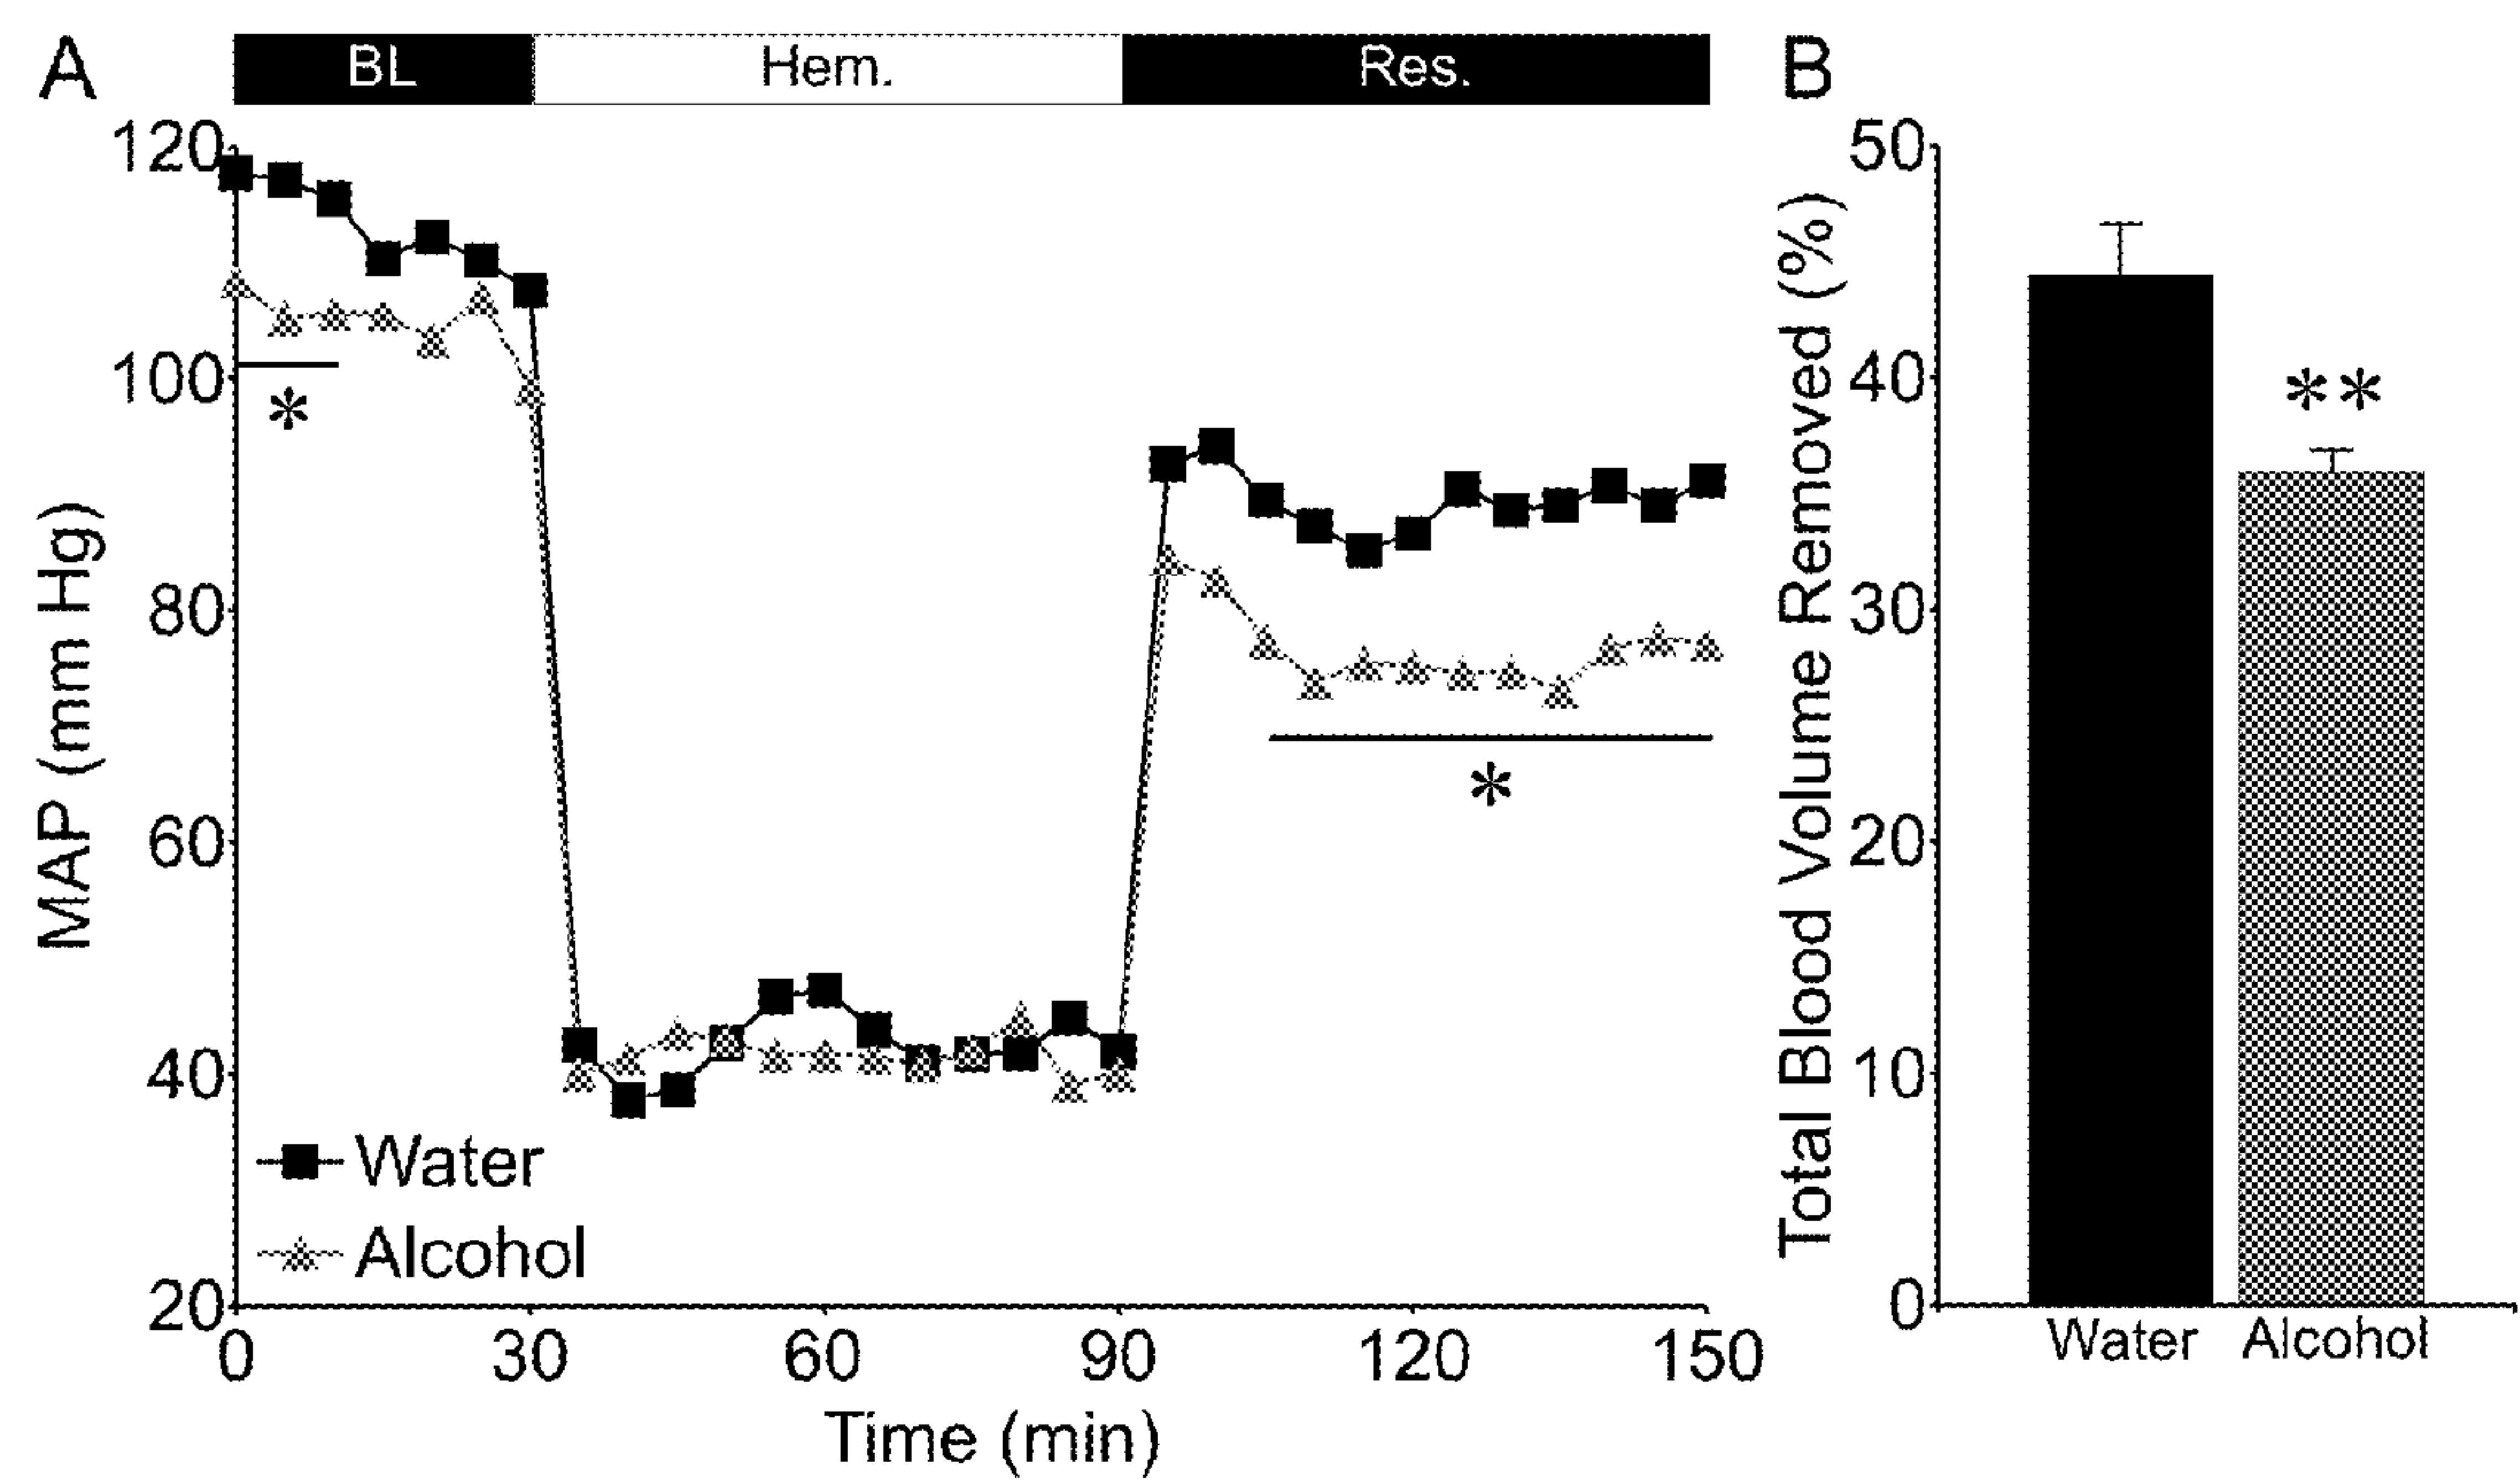 A
BL
Hem.
Res.
120
100
80
60
40
20
MAP (mm Hg)
*
*
Water
Alcohol
0
30
60
90
120
150
Time (min)
B
50
40
30
20
10
0
Total Blood Volume Removed (%)
**
Water
Alcohol